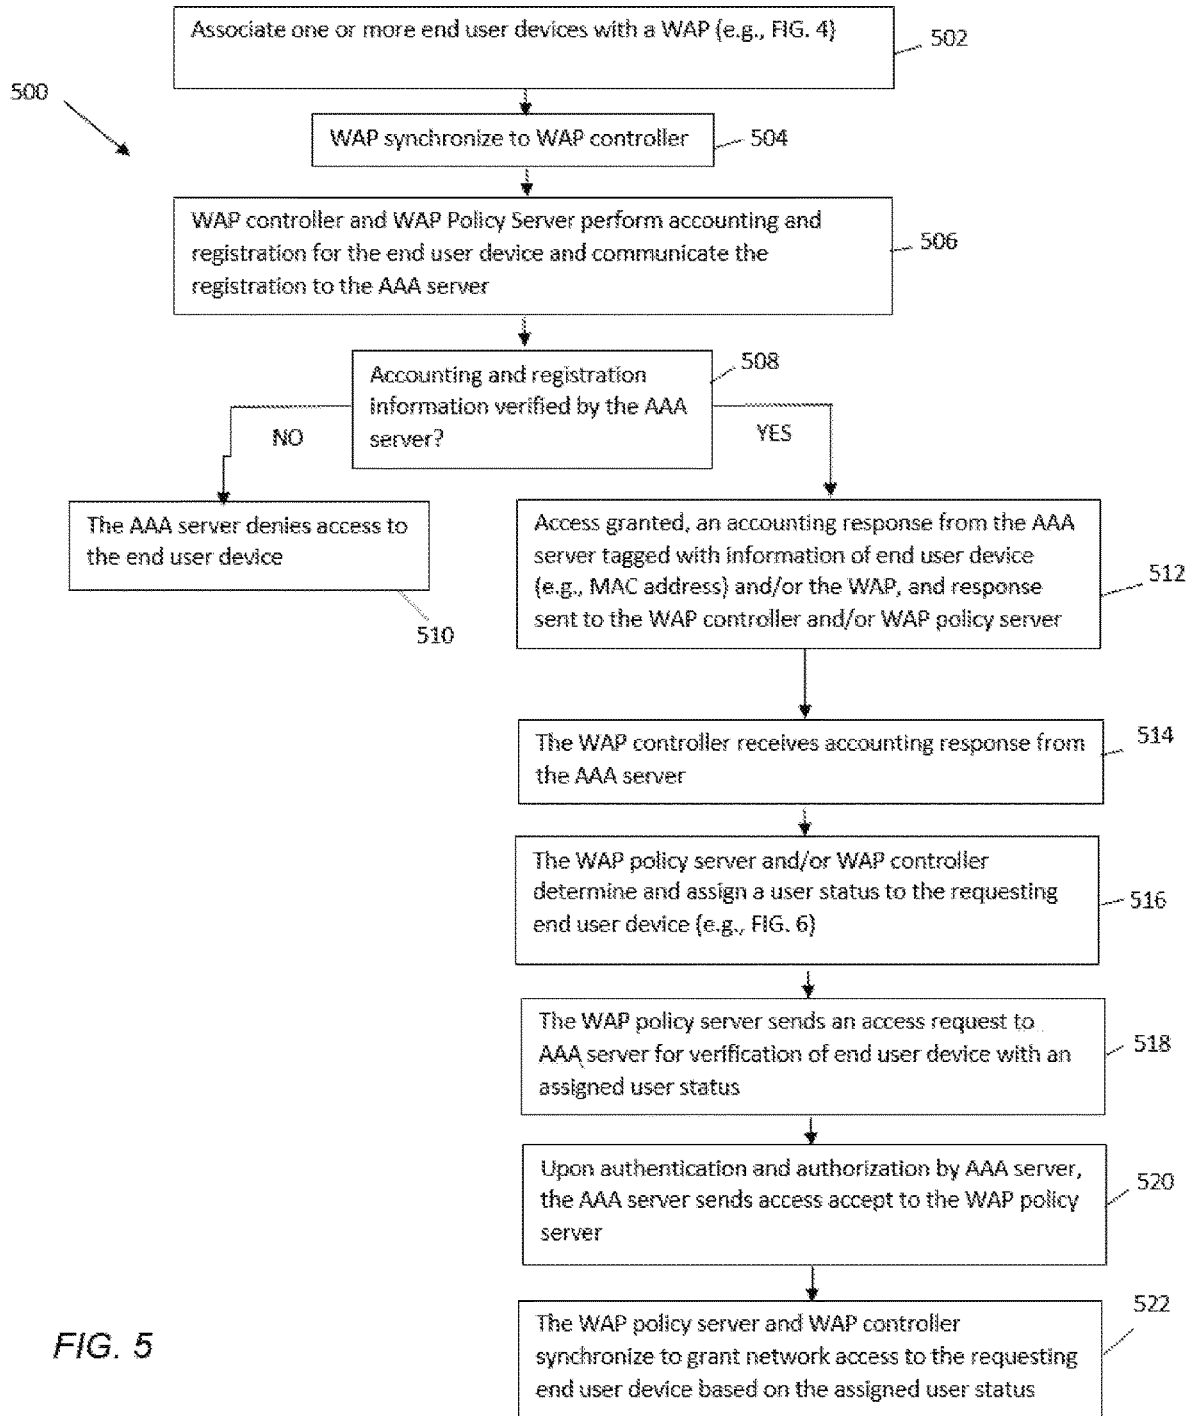 Associate one or more end user devices with a WAP (e.g., FIG. 4)
502
500
WAP synchronize to WAP controller
504
WAP controller and WAP Policy Server perform accounting and
registration for the end user device and communicate the
registration to the AAA server
506
Accounting and registration
information verified by the AAA
server?
508
NO
YES
The AAA server denies access to
the end user device
510
Access granted, an accounting response from the AAA
server tagged with information of end user device
(e.g., MAC address) and/or the WAP, and response
sent to the WAP controller and/or WAP policy server
512
The WAP controller receives accounting response from
the AAA server
514
The WAP policy server and/or WAP controller
determine and assign a user status to the requesting
end user device (e.g., FIG. 6)
516
The WAP policy server sends an access request to
AAA server for verification of end user device with an
assigned user status
518
Upon authentication and authorization by AAA server,
the AAA server sends access accept to the WAP policy
server
520
The WAP policy server and WAP controller
synchronize to grant network access to the requesting
end user device based on the assigned user status
522
FIG. 5